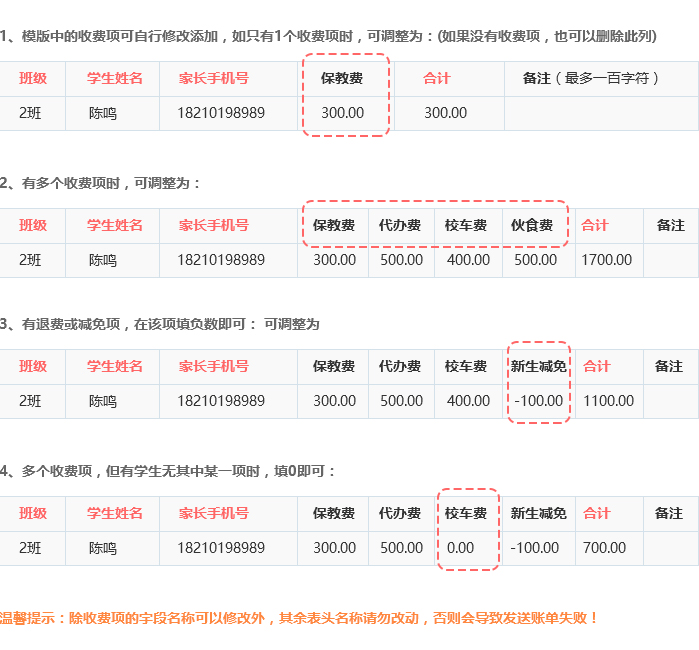 1、模版中的收费项可自行修改添加，如只有1个收费项时，可调整为：(如果没有收费项，也可以删除此列)
班级 学生姓名 家长手机号 保教费 合计 备注（最多一百字符）
2班 陈鸣 18210198989 300.00 300.00
2、有多个收费项时，可调整为：
班级 学生姓名 家长手机号 保教费 代办费 校车费 伙食费 合计 备注
2班 陈鸣 18210198989 300.00 500.00 400.00 500.00 1700.00
3、有退费或减免项，在该项填负数即可： 可调整为
班级 学生姓名 家长手机号 保教费 代办费 校车费 新生减免 合计 备注
2班 陈鸣 18210198989 300.00 500.00 400.00 -100.00 1100.00
4、多个收费项，但有学生无其中某一项时，填0即可：
班级 学生姓名 家长手机号 保教费 代办费 校车费 新生减免 合计 备注
2班 陈鸣 18210198989 300.00 500.00 0.00 -100.00 700.00
温馨提示：除收费项的字段名称可以修改外，其余表头名称请勿改动，否则会导致发送账单失败！